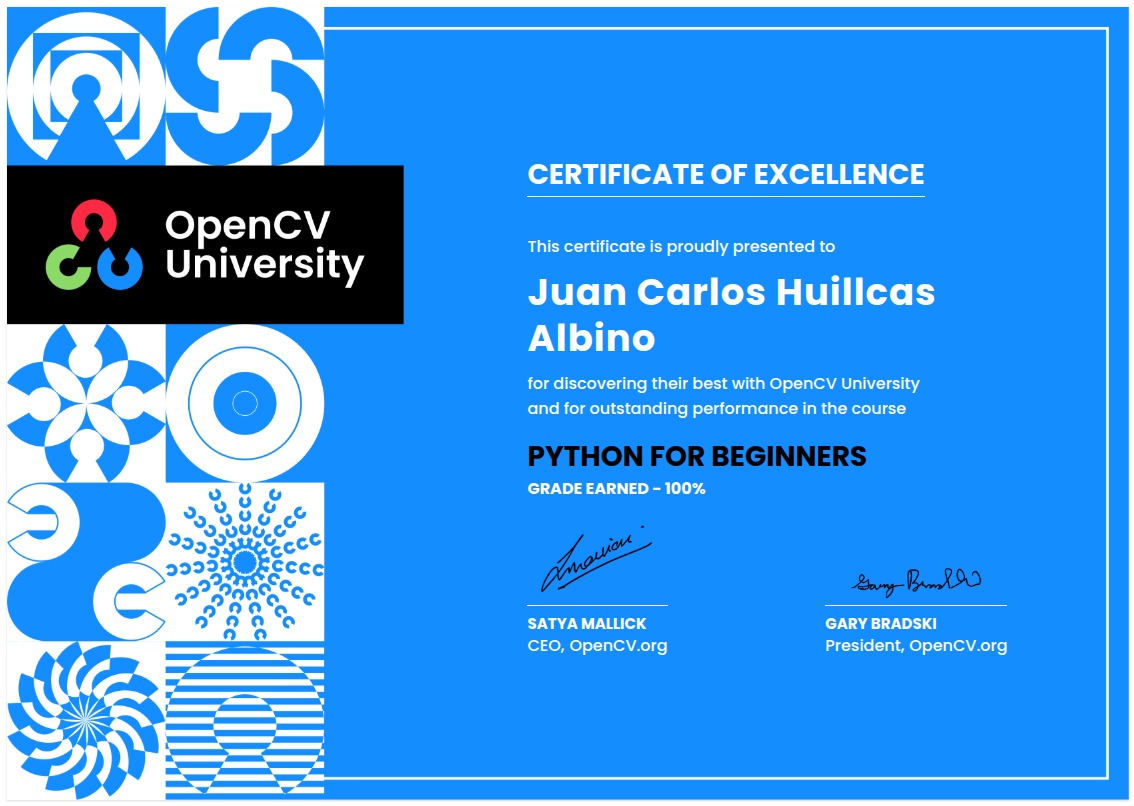 OpenCV
University
CERTIFICATE OF EXCELLENCE
This certificate is proudly presented to
Juan Carlos Huillcas
Albino
for discovering their best with OpenCV University
and for outstanding performance in the course
PYTHON FOR BEGINNERS
GRADE EARNED - 100%
SATYA MALLICK
CEO, OpenCV.org
GARY BRADSKI
President, OpenCV.org